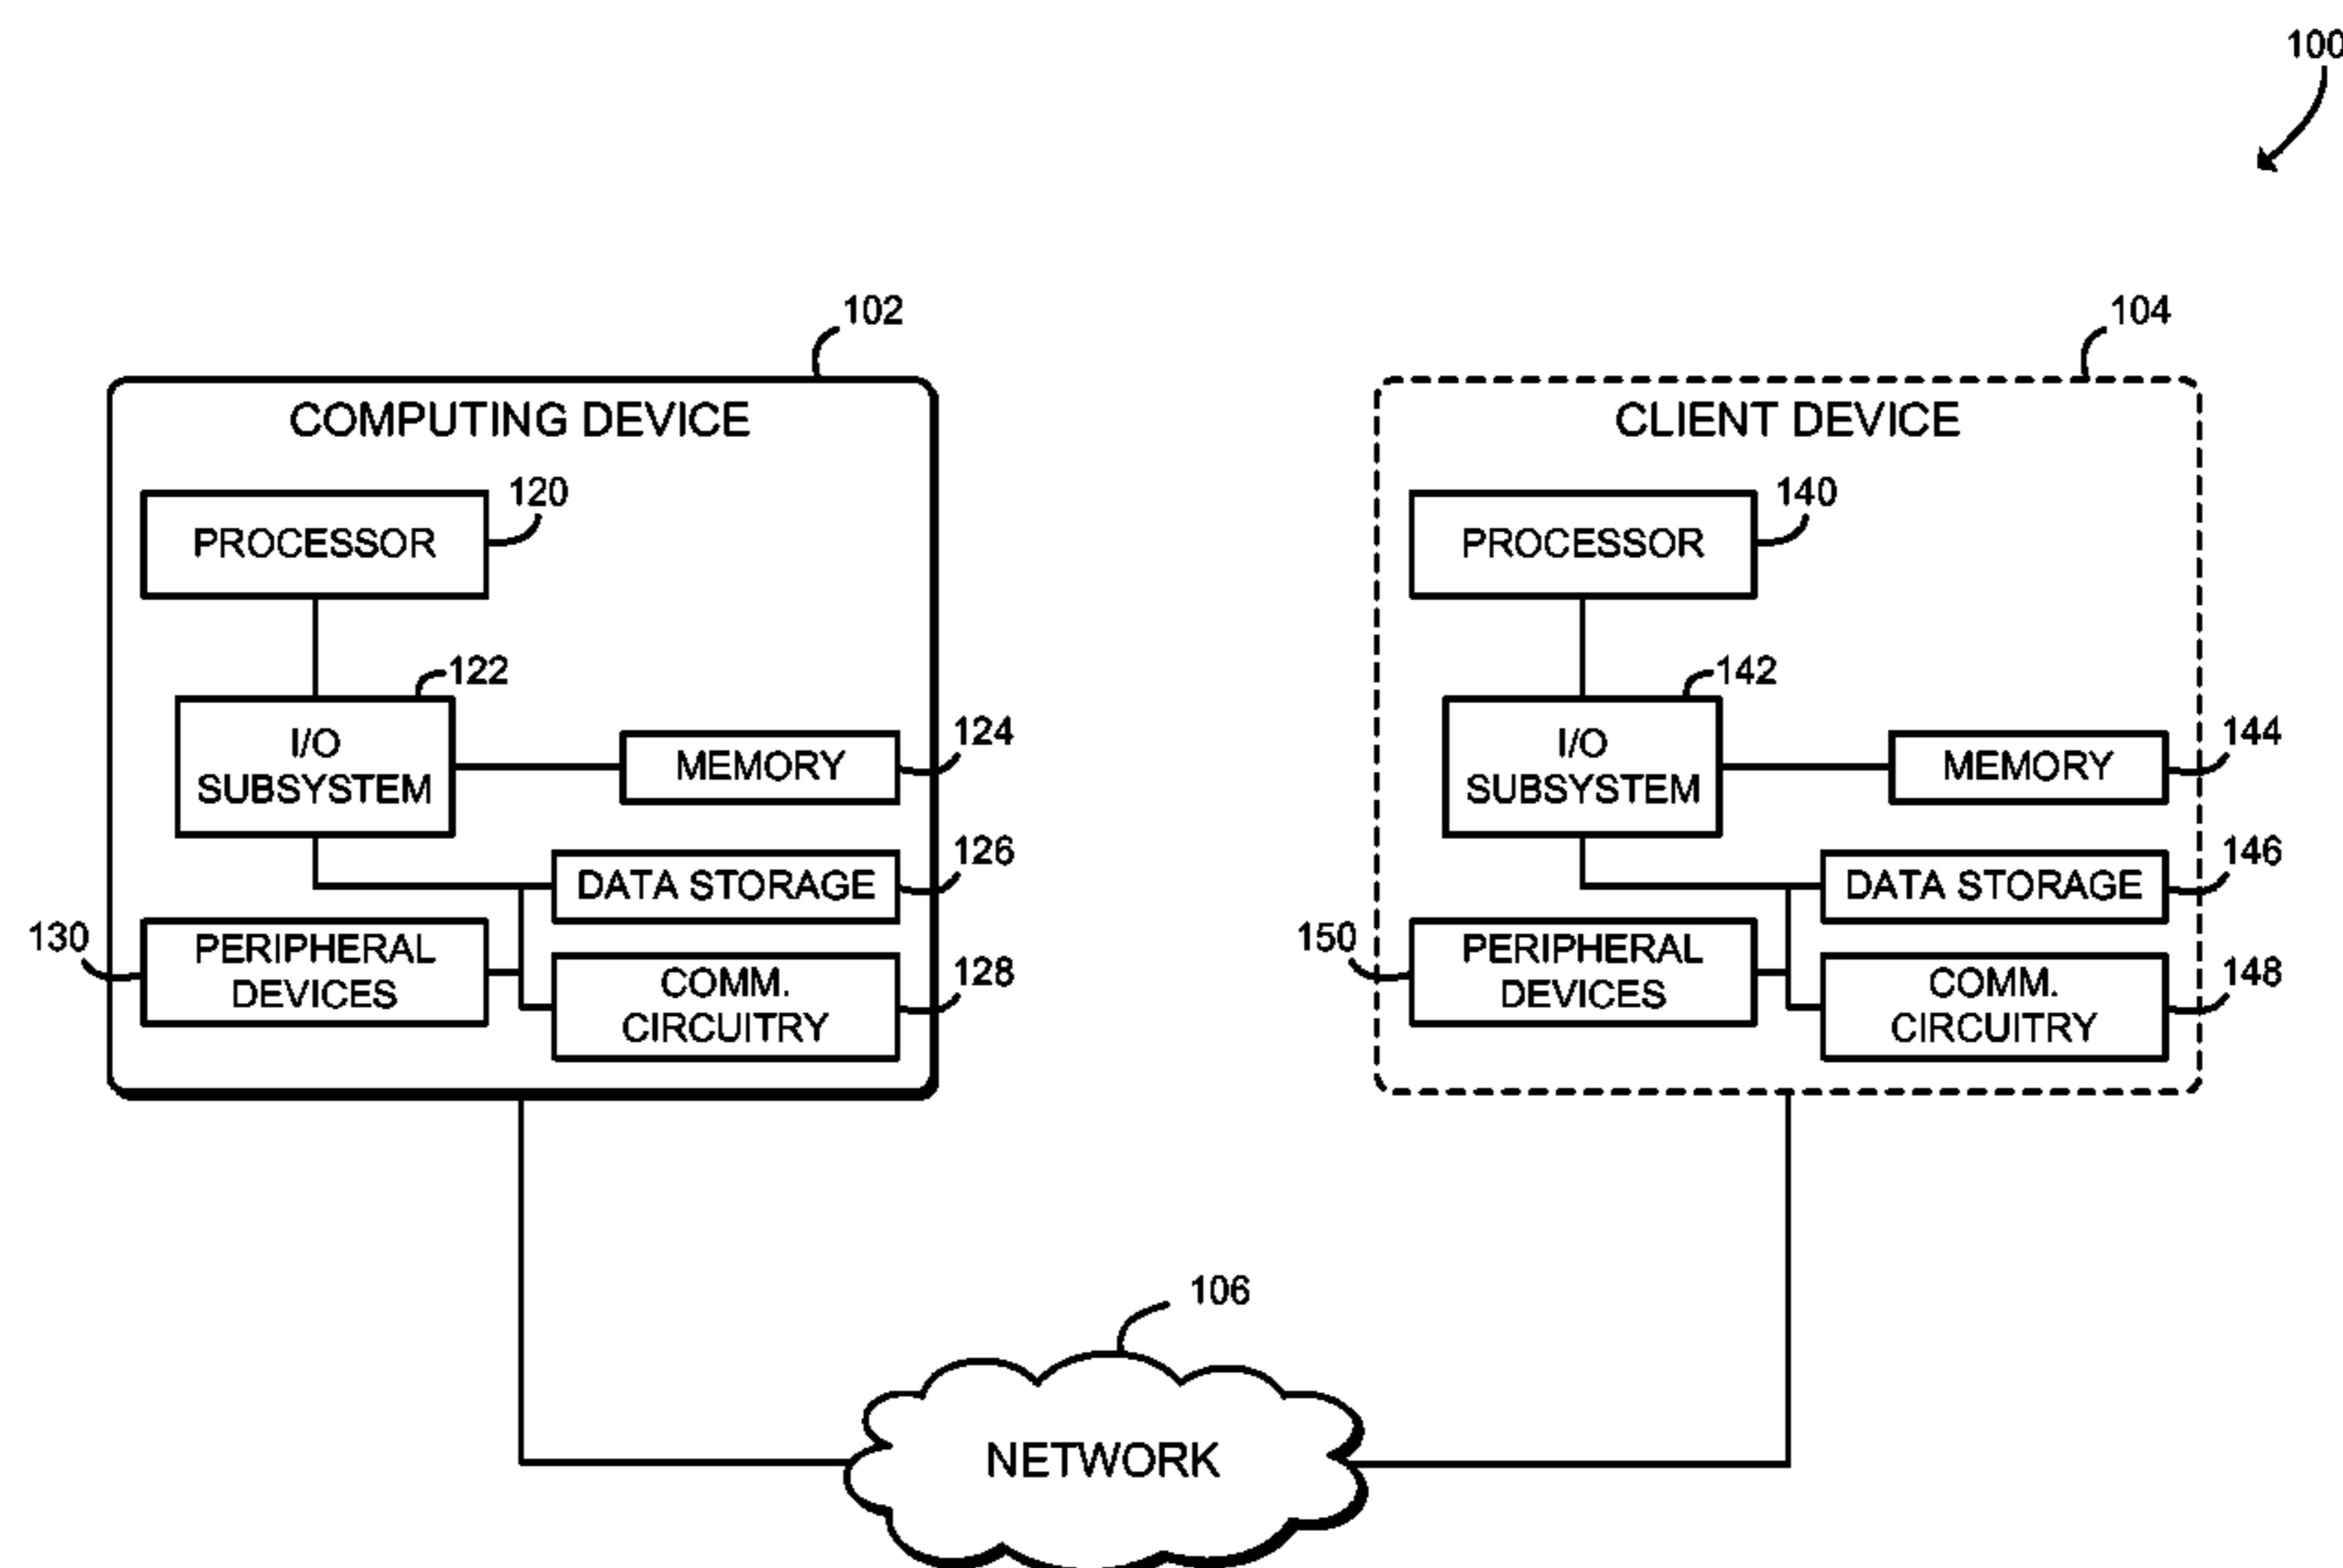 100
102
COMPUTING DEVICE
120
PROCESSOR
122
I/O
SUBSYSTEM
124
MEMORY
126
DATA STORAGE
130
PERIPHERAL
DEVICES
128
COMM.
CIRCUITRY
104
CLIENT DEVICE
140
PROCESSOR
142
I/O
SUBSYSTEM
144
MEMORY
146
DATA STORAGE
150
PERIPHERAL
DEVICES
148
COMM.
CIRCUITRY
106
NETWORK